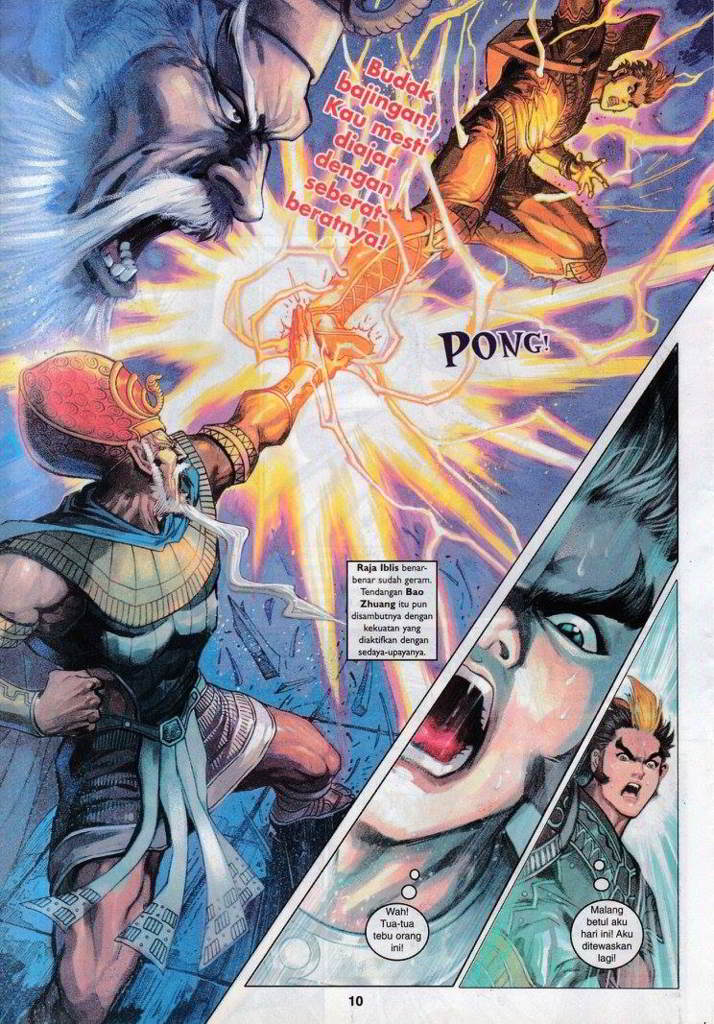 Budak
bajingan!
Kau mesti
diajar
dengan
seberat-
beratnya!
PONG!
Raja Iblis benar-
benar sudah geram.
Tendangan Bao
Zhuang itu pun
disambutnya dengan
kekuatan yang
diaktifkan dengan
sedaya-upayanya.
Wah!
Tua-tua
tebu orang
ini!
Malang
betul aku
hari ini! Aku
ditewaskan
lagi!
10